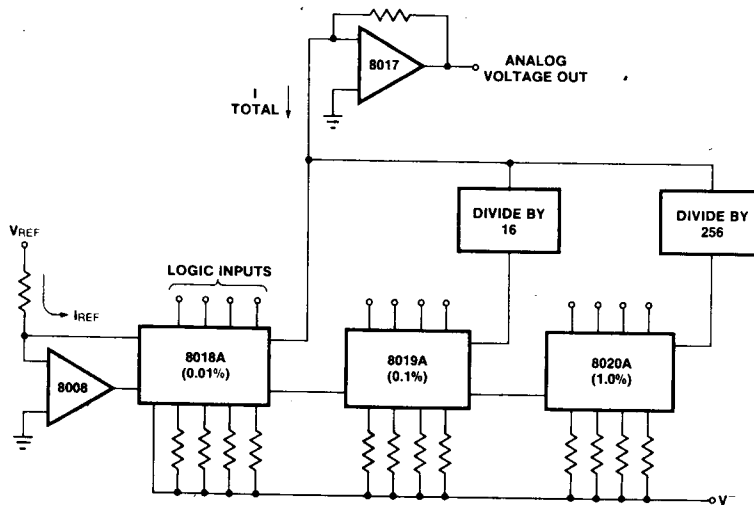 8017
ANALOG
VOLTAGE OUT
I
TOTAL
DIVIDE BY
16
DIVIDE BY
256
VREF
LOGIC INPUTS
IREF
8018A
(0.01%)
8019A
(0.1%)
8020A
(1.0%)
8008
V−